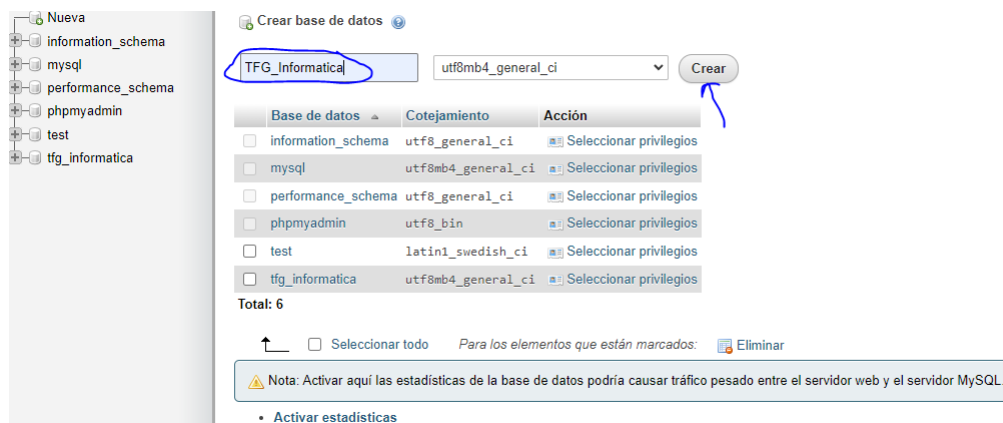 Nueva
information_schema
mysql
performance_schema
phpmyadmin
test
tfg_informatica
Crear base de datos
TFG_Informatica
utf8mb4_general_ci
Crear
Base de datos Cotejamiento Acción
information_schema utf8_general_ci Seleccionar privilegios
mysql utf8mb4_general_ci Seleccionar privilegios
performance_schema utf8_general_ci Seleccionar privilegios
phpmyadmin utf8_bin Seleccionar privilegios
test latin1_swedish_ci Seleccionar privilegios
tfg_informatica utf8mb4_general_ci Seleccionar privilegios
Total: 6
Seleccionar todo Para los elementos que están marcados: Eliminar
Nota: Activar aquí las estadísticas de la base de datos podría causar tráfico pesado entre el servidor web y el servidor MySQL.
• Activar estadísticas